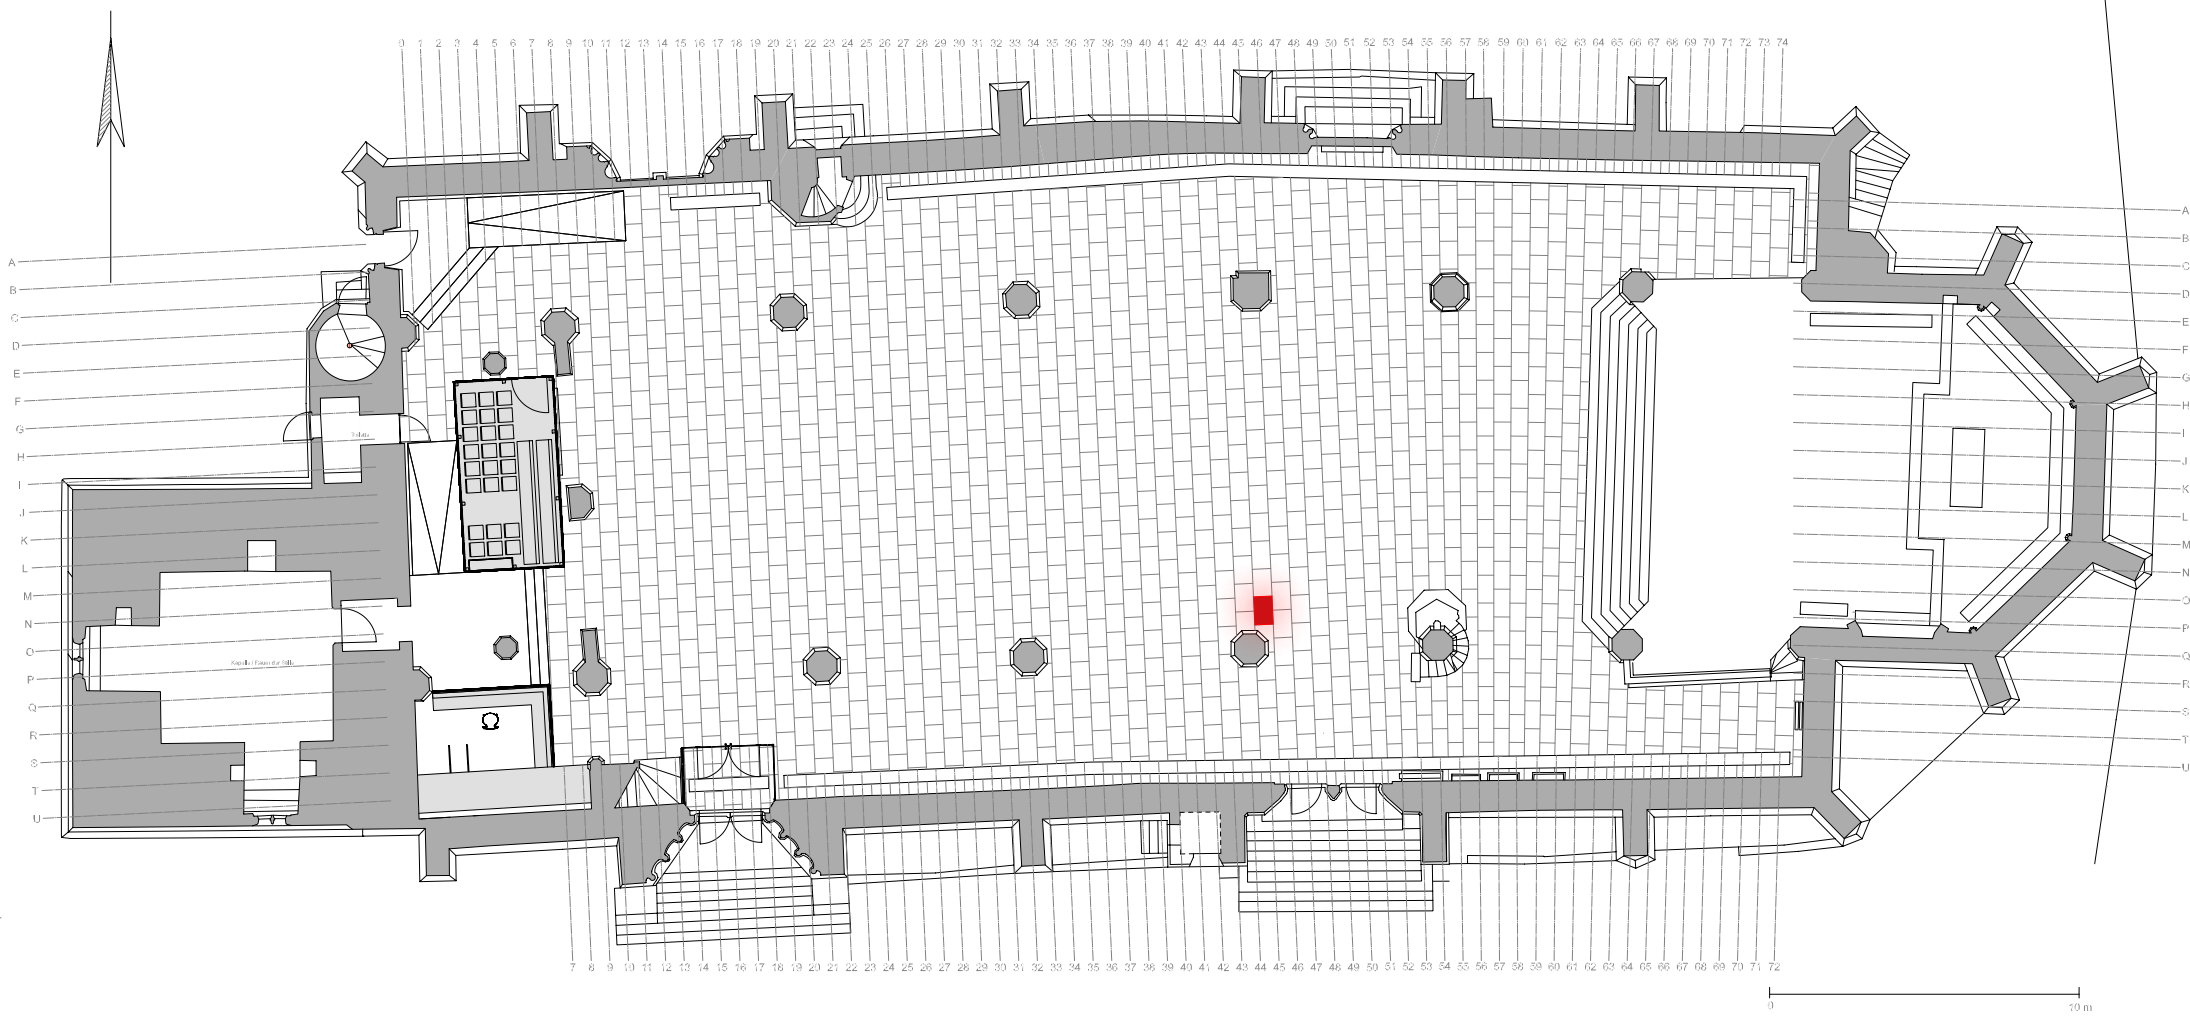 0 1 2 3 4 5 6 7 8 9 10 11 12 13 14 15 16 17 18 19 20 21 22 23 24 25 26 27 28 29 30 31 32 33 34 35 36 37 38 39 40 41 42 43 44 45 46 47 48 49 50 51 52 53 54 55 56 57 58 59 60 61 62 63 64 65 66 67 68 69 70 71 72 73 74
A
B
C
D
E
F
G
H
I
J
K
L
M
N
O
P
Q
R
S
T
U
A
B
C
D
E
F
G
H
I
J
K
L
M
N
O
P
Q
R
S
T
U
7 8 9 10 11 12 13 14 15 16 17 18 19 20 21 22 23 24 25 26 27 28 29 30 31 32 33 34 35 36 37 38 39 40 41 42 43 44 45 46 47 48 49 50 51 52 53 54 55 56 57 58 59 60 61 62 63 64 65 66 67 68 69 70 71 72
0 10 m